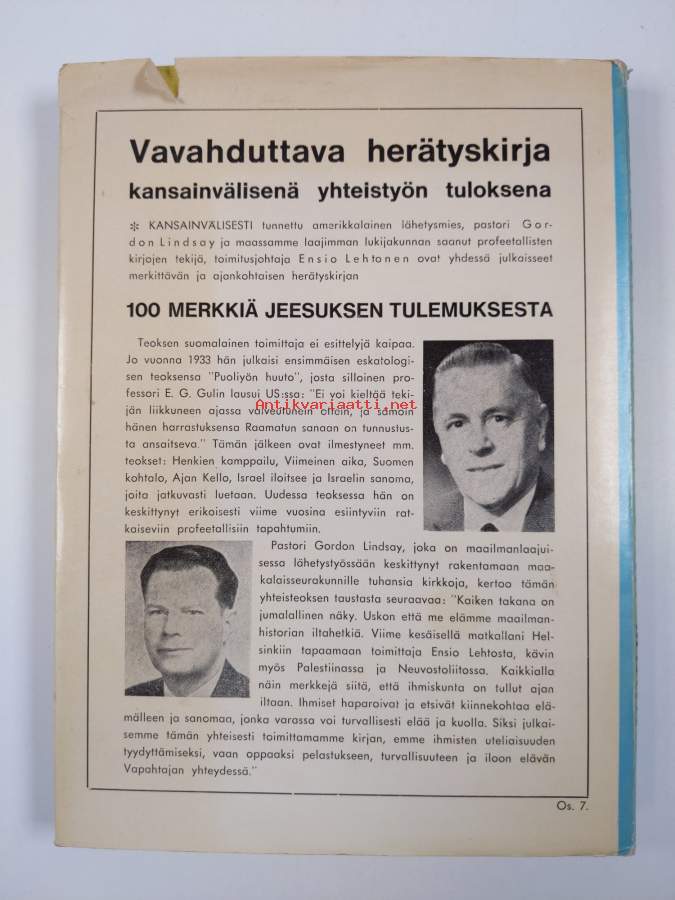 Vavahduttava herätyskirja
kansainvälisenä yhteistyön tuloksena
✻ KANSAINVÄLISESTI tunnettu amerikkalainen lähetysmies, pastori Gor-
don Lindsay ja maassamme laajimman lukijakunnan saanut profeetallisten
kirjojen tekijä, toimitusjohtaja Ensio Lehtonen ovat yhdessä julkaisseet
merkittävän ja ajankohtaisen herätyskirjan
100 MERKKIÄ JEESUKSEN TULEMUKSESTA
Teoksen suomalainen toimittaja ei esittelyjä kaipaa.
Jo vuonna 1933 hän julkaisi ensimmäisen eskatologi-
sen teoksensa "Puoliyön huuto", josta silloinen pro-
fessori E. G. Gulin lausui US:ssa: "Ei voi kieltää teki-
jän liikkuneen ajassa valveutunein ottein, ja samoin
hänen harrastuksensa Raamatun sanaan on tunnustus-
ta ansaitseva." Tämän jälkeen ovat ilmestyneet mm.
teokset: Henkien kamppailu, Viimeinen aika, Suomen
kohtalo, Ajan Kello, Israel iloitsee ja Israelin sanoma,
joita jatkuvasti luetaan. Uudessa teoksessa hän on
keskittynyt erikoisesti viime vuosina esiintyviin rat-
kaiseviin profeetallisiin tapahtumiin.
Pastori Gordon Lindsay, joka on maailmanlaajui-
sessa lähetystyössään keskittynyt rakentamaan maa-
kalaisseurakunnille tuhansia kirkkoja, kertoo tämän
yhteisteoksen taustasta seuraavaa: "Kaiken takana on
jumalallinen näky. Uskon että me elämme maailman-
historian iltahetkiä. Viime kesäisellä matkallani Hel-
sinkiin tapaamaan toimittaja Ensio Lehtosta, kävin
myös Palestiinassa ja Neuvostoliitossa. Kaikkialla
näin merkkejä siitä, että ihmiskunta on tullut ajan
iltaan. Ihmiset haparoivat ja etsivät kiinnekohtaa elä-
mälleen ja sanomaa, jonka varassa voi turvallisesti elää ja kuolla. Siksi julkai-
semme tämän yhteisesti toimittamamme kirjan, emme ihmisten uteliaisuuden
tyydyttämiseksi, vaan oppaaksi pelastukseen, turvallisuuteen ja iloon elävän
Vapahtajan yhteydessä."
Os. 7.
Antikvariaatti.net